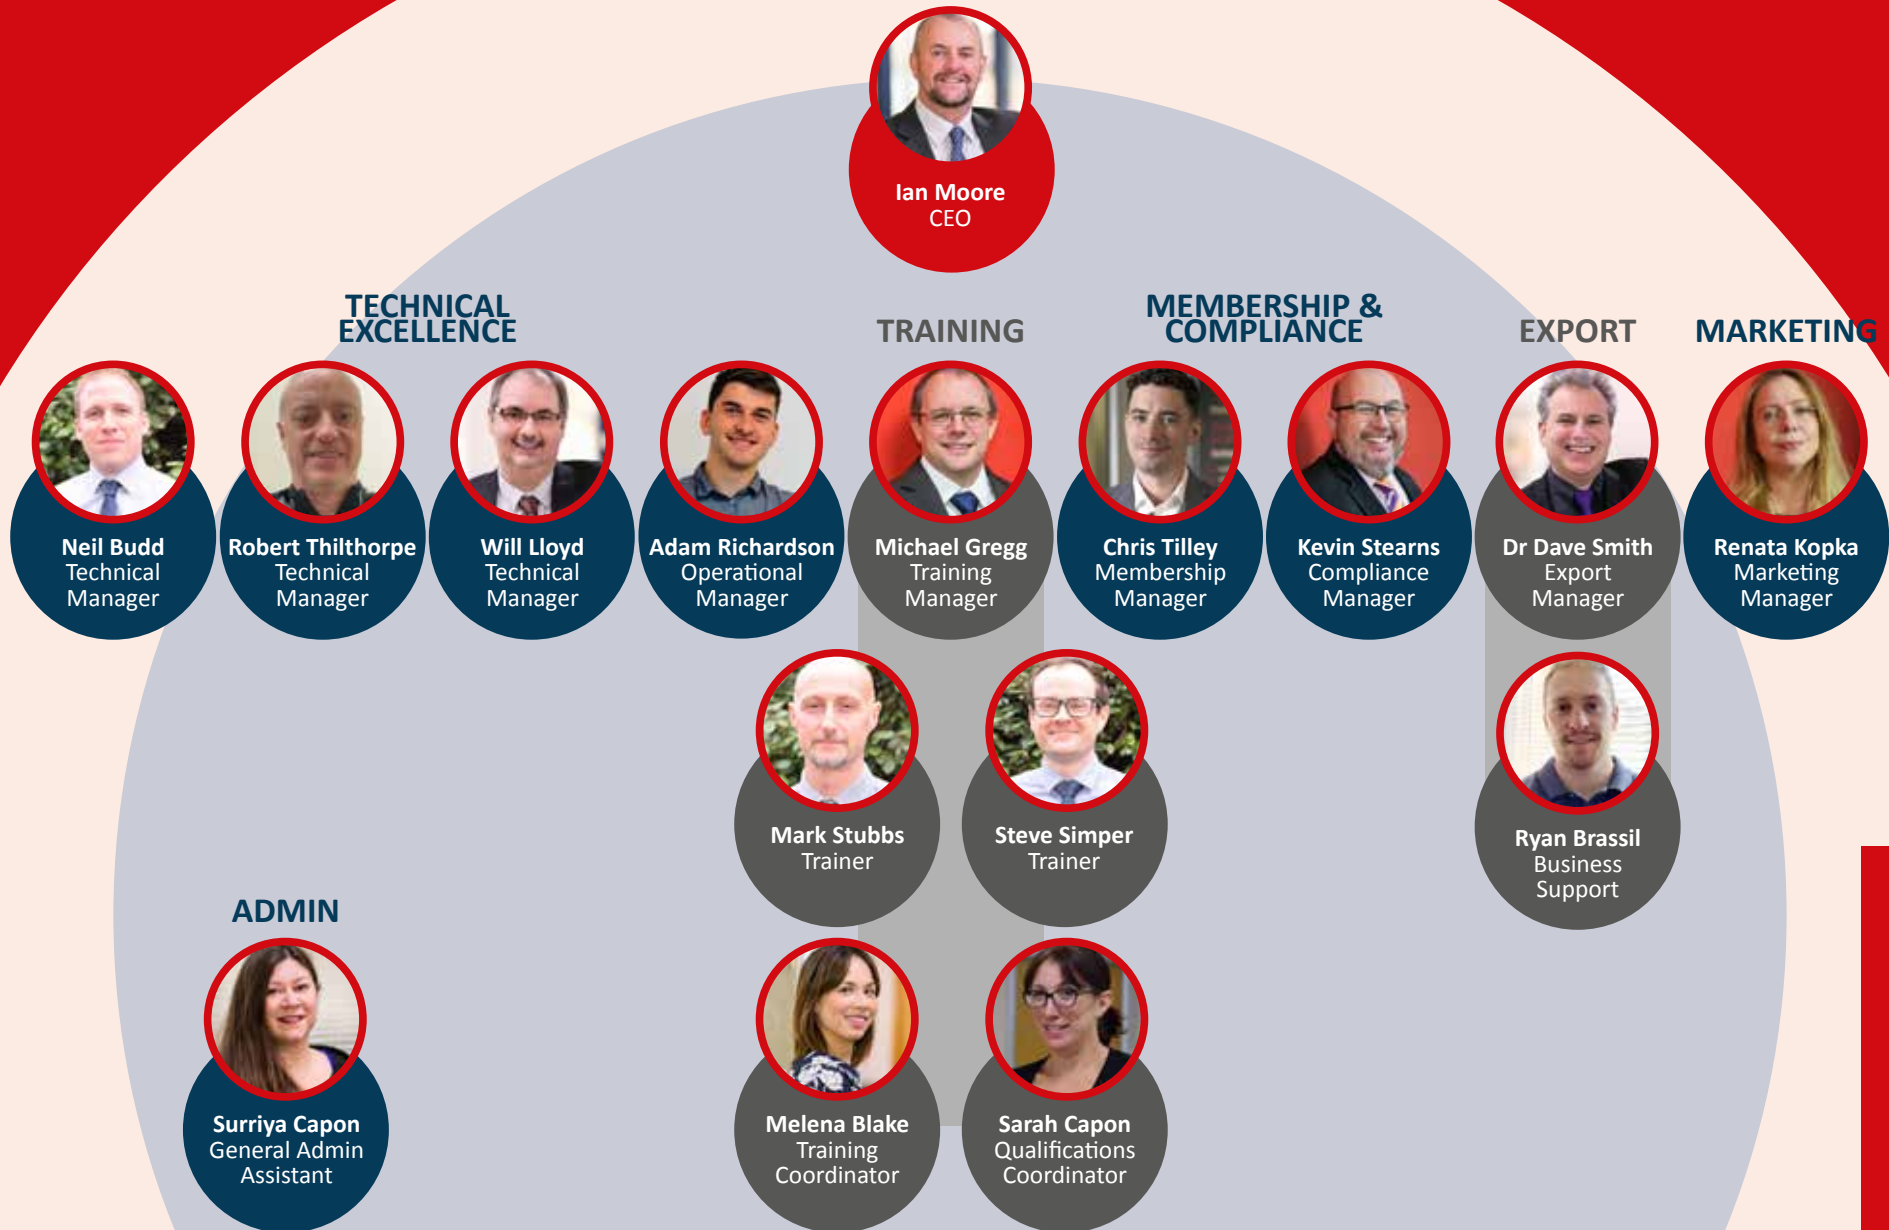 Ian Moore
CEO
TECHNICAL
EXCELLENCE
TRAINING
MEMBERSHIP &
COMPLIANCE
EXPORT
MARKETING
Neil Budd
Technical
Manager
Robert Thilthorpe
Technical
Manager
Will Lloyd
Technical
Manager
Adam Richardson
Operational
Manager
Michael Gregg
Training
Manager
Chris Tilley
Membership
Manager
Kevin Stearns
Compliance
Manager
Dr Dave Smith
Export
Manager
Renata Kopka
Marketing
Manager
Mark Stubbs
Trainer
Steve Simper
Trainer
Ryan Brassil
Business
Support
ADMIN
Surriya Capon
General Admin
Assistant
Melena Blake
Training
Coordinator
Sarah Capon
Qualifications
Coordinator